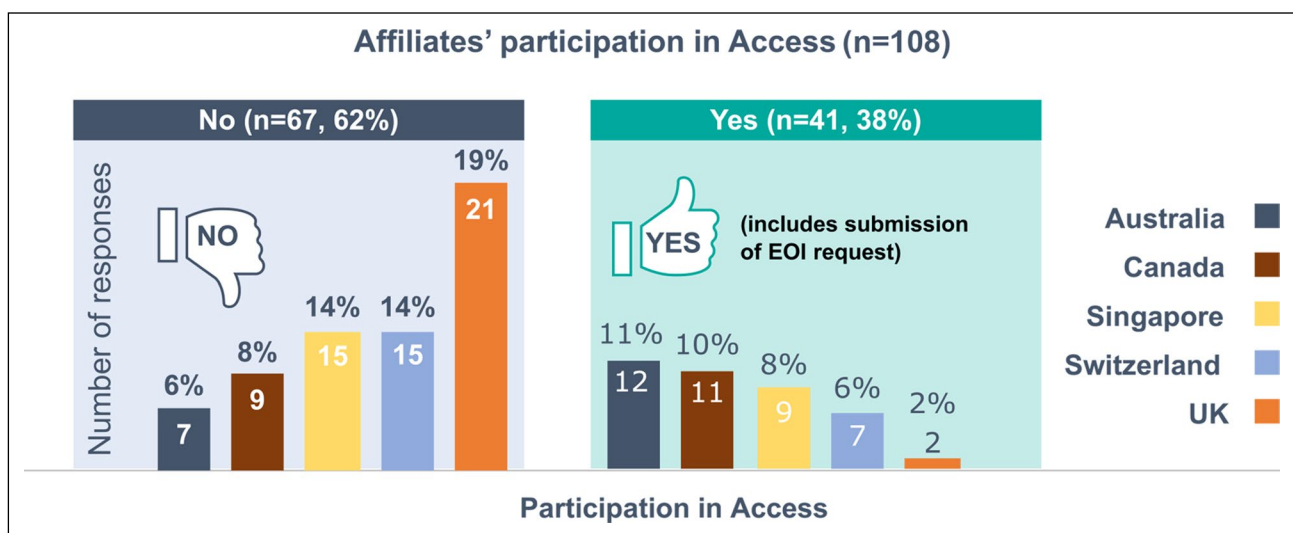 Affiliates' participation in Access (n=108)
No (n=67, 62%)
Number of responses
NO
6%
7
8%
9
14%
15
14%
15
19%
21
Yes (n=41, 38%)
YES
(includes submission
of EOI request)
11%
12
10%
11
8%
9
6%
7
2%
2
Australia
Canada
Singapore
Switzerland
UK
Participation in Access